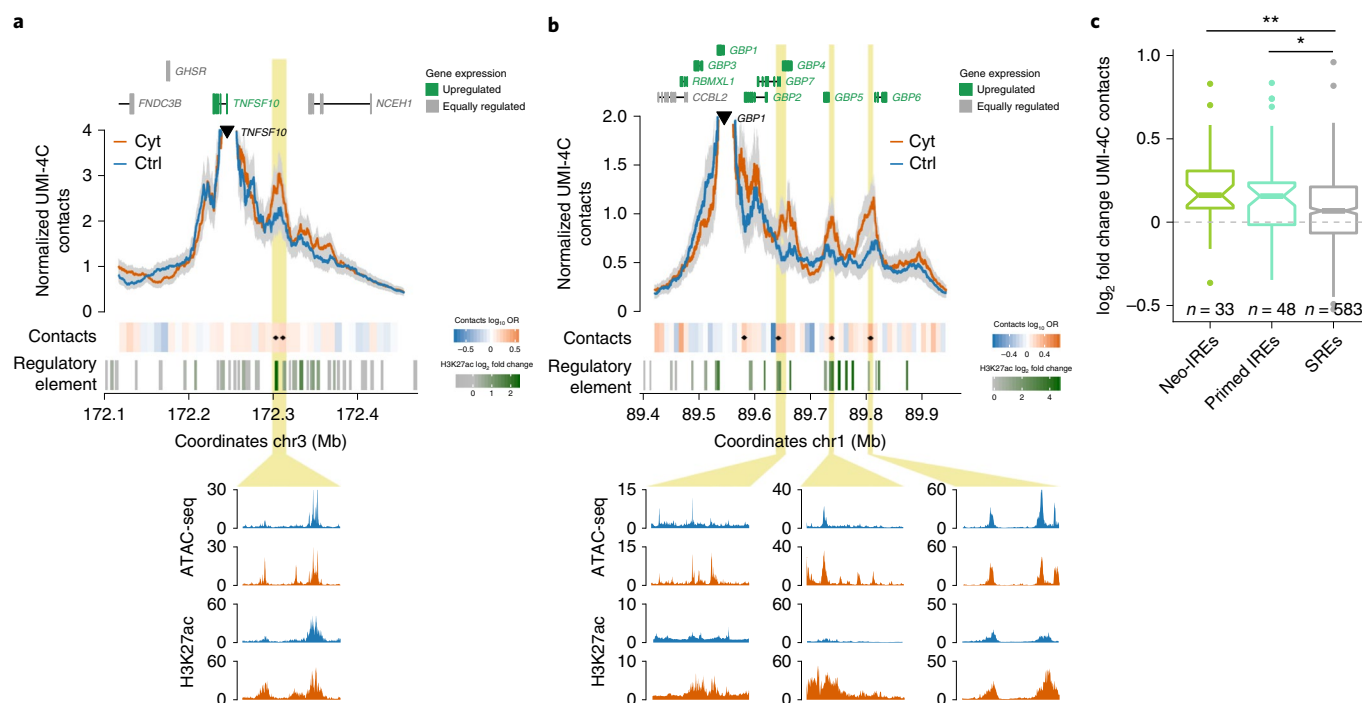 a
GHSR
FNDC3B
TNFSF10
NCEH1
Gene expression
Upregulated
Equally regulated
TNFSF10
Cyt
Ctrl
Normalized UMI-4C
contacts
4
3
2
1
0
Contacts
Contacts log10 OR
−0.5 0.5
Regulatory
element
H3K27ac log2 fold change
0 1 2
172.1 172.2 172.3 172.4
Coordinates chr3 (Mb)
ATAC-seq
30
0
30
0
H3K27ac
60
0
60
0
b
GBP1
GBP3
GBP4
RBMXL1
GBP7
CCBL2
GBP2
GBP5
GBP6
Gene expression
Upregulated
Equally regulated
GBP1
Cyt
Ctrl
Normalized UMI-4C
contacts
2.0
1.5
1.0
0.5
0
Contacts
Contacts log10 OR
−0.4 0.4
Regulatory
element
H3K27ac log2 fold change
0 2 4
89.4 89.5 89.6 89.7 89.8 89.9
Coordinates chr1 (Mb)
ATAC-seq
15 40 60
0 0 0
15 40 60
0 0 0
H3K27ac
10 60 50
0 0 0
10 60 50
0 0 0
c
**
*
log2 fold change UMI-4C contacts
1.0
0.5
0
−0.5
n = 33 n = 48 n = 583
Neo-IREs
Primed IREs
SREs